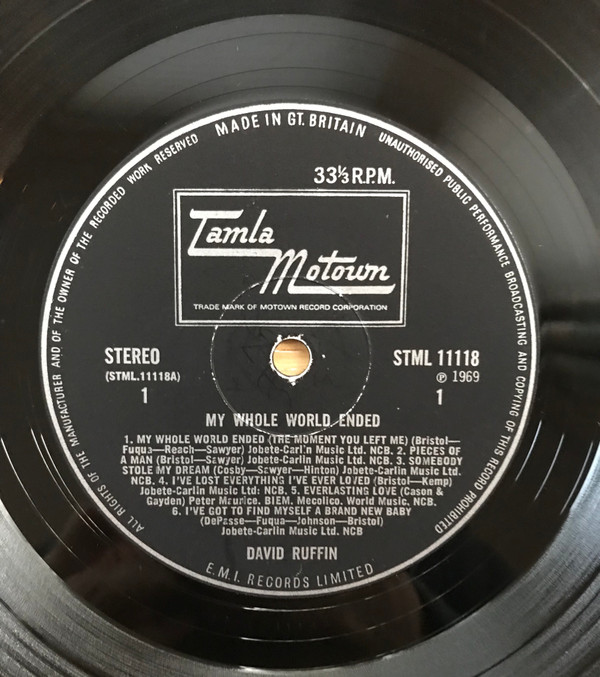 MADE IN GT. BRITAIN
UNAUTHORISED PUBLIC PERFORMANCE BROADCASTING AND COPYING OF THIS RECORD PROHIBITED
ALL RIGHTS OF THE MANUFACTURER AND OF THE OWNER OF THE RECORDED WORK RESERVED
33⅓ R.P.M.
Tamla
Motown
TRADE MARK OF MOTOWN RECORD CORPORATION
STEREO
(STML.11118A)
1
STML 11118
℗ 1969
1
MY WHOLE WORLD ENDED
1. MY WHOLE WORLD ENDED (THE MOMENT YOU LEFT ME) (Bristol—
Fuqua—Reach—Sawyer) Jobete-Carlin Music Ltd. NCB. 2. PIECES OF
A MAN (Bristol—Sawyer) Jobete-Carlin Music Ltd. NCB. 3. SOMEBODY
STOLE MY DREAM (Cosby—Sawyer—Hinton) Jobete-Carlin Music Ltd.
NCB. 4. I'VE LOST EVERYTHING I'VE EVER LOVED (Bristol—Kemp)
Jobete-Carlin Music Ltd: NCB. 5. EVERLASTING LOVE (Cason &
Gayden) Peter Maurice. BIEM. Mecolico. World Music. NCB.
6. I'VE GOT TO FIND MYSELF A BRAND NEW BABY
(DePasse—Fuqua—Johnson—Bristol)
Jobete-Carlin Music Ltd. NCB
DAVID RUFFIN
E.M.I. RECORDS LIMITED